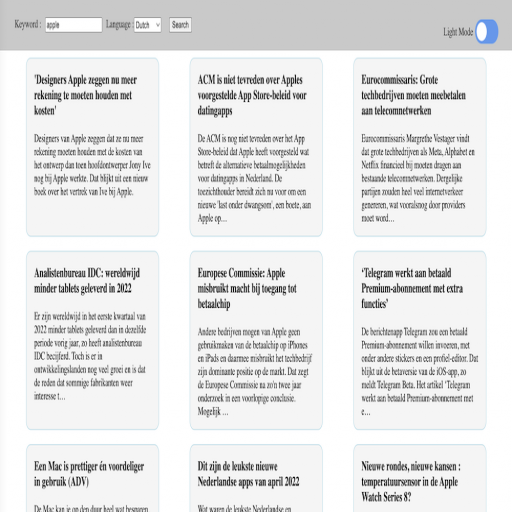 Keyword : apple Language : Dutch Search
Light Mode
'Designers Apple zeggen nu meer
rekening te moeten houden met
kosten'
Designers van Apple zeggen dat ze nu meer
rekening moeten houden met de kosten van
het ontwerp dan toen hoofdontwerper Jony Ive
nog bij Apple werkte. Dat blijkt uit een nieuw
boek over het vertrek van Ive bij Apple.
ACM is niet tevreden over Apples
voorgestelde App Store-beleid voor
datingapps
De ACM is nog niet tevreden over het App
Store-beleid dat Apple heeft voorgesteld wat
betreft de alternatieve betaalmogelijkheden
voor datingapps in Nederland. De
toezichthouder bereidt zich nu voor om een
nieuwe 'last onder dwangsom', een boete, aan
Apple op…
Eurocommissaris: Grote
techbedrijven moeten meebetalen
aan telecomnetwerken
Eurocommissaris Margrethe Vestager vindt
dat grote techbedrijven als Meta, Alphabet en
Netflix financieel bij moeten dragen aan
bestaande telecomnetwerken. Dergelijke
partijen zouden heel veel internetverkeer
genereren, wat vooralsnog door providers
moet word…
Analistenbureau IDC: wereldwijd
minder tablets geleverd in 2022
Er zijn wereldwijd in het eerste kwartaal van
2022 minder tablets geleverd dan in dezelfde
periode vorig jaar, zo heeft analistenbureau
IDC becijferd. Toch is er in
ontwikkelingslanden nog veel groei en is dat
de reden dat sommige fabrikanten weer
interesse t…
Europese Commissie: Apple
misbruikt macht bij toegang tot
betaalchip
Andere bedrijven mogen van Apple geen
gebruikmaken van de betaalchip op iPhones
en iPads en daarmee misbruikt het techbedrijf
zijn dominante positie op de markt. Dat zegt
de Europese Commissie na zo'n twee jaar
onderzoek in een voorlopige conclusie.
Mogelijk …
‘Telegram werkt aan betaald
Premium-abonnement met extra
functies’
De berichtenapp Telegram zou een betaald
Premium-abonnement willen invoeren, met
onder andere stickers en een profiel-editor. Dat
blijkt uit de betaversie van de iOS-app, zo
meldt Telegram Beta. Het artikel ‘Telegram
werkt aan betaald Premium-abonnement met
e…
Een Mac is prettiger én voordeliger
in gebruik (ADV)
De Mac kan je op den duur heel wat besparen
Dit zijn de leukste nieuwe
Nederlandse apps van april 2022
Wat waren de leukste Nederlandse en
Nieuwe rondes, nieuwe kansen :
temperatuursensor in de Apple
Watch Series 8?